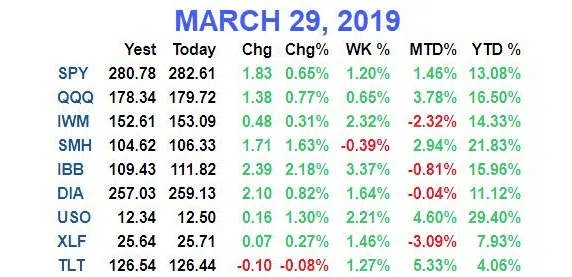 MARCH 29, 2019
Yest Today Chg Chg% WK % MTD% YTD %
SPY 280.78 282.61 1.83 0.65% 1.20% 1.46% 13.08%
QQQ 178.34 179.72 1.38 0.77% 0.65% 3.78% 16.50%
IWM 152.61 153.09 0.48 0.31% 2.32% -2.32% 14.33%
SMH 104.62 106.33 1.71 1.63% -0.39% 2.94% 21.83%
IBB 109.43 111.82 2.39 2.18% 3.37% -0.81% 15.96%
DIA 257.03 259.13 2.10 0.82% 1.64% -0.04% 11.12%
USO 12.34 12.50 0.16 1.30% 2.21% 4.60% 29.40%
XLF 25.64 25.71 0.07 0.27% 1.46% -3.09% 7.93%
TLT 126.54 126.44 -0.10 -0.08% 1.27% 5.33% 4.06%